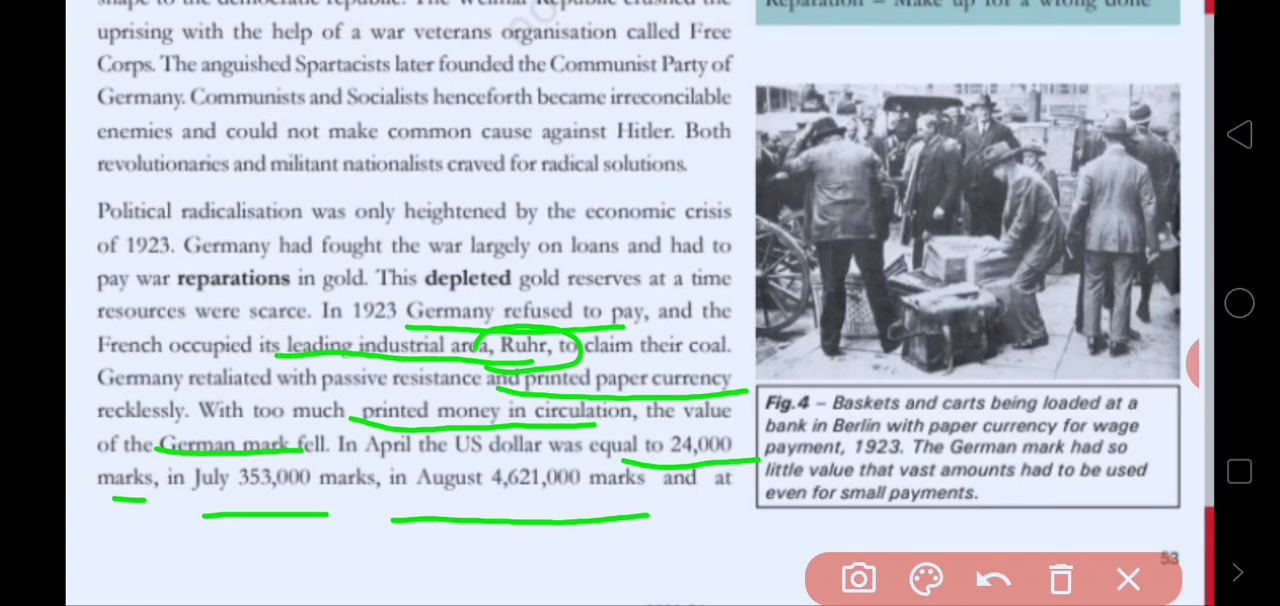 uprising with the help of a war veterans organisation called Free
Corps. The anguished Spartacists later founded the Communist Party of
Germany. Communists and Socialists henceforth became irreconcilable
enemies and could not make common cause against Hitler. Both
revolutionaries and militant nationalists craved for radical solutions.
Political radicalisation was only heightened by the economic crisis
of 1923. Germany had fought the war largely on loans and had to
pay war reparations in gold. This depleted gold reserves at a time
resources were scarce. In 1923 Germany refused to pay, and the
French occupied its leading industrial area, Ruhr, to claim their coal.
Germany retaliated with passive resistance and printed paper currency
recklessly. With too much printed money in circulation, the value
of the German mark fell. In April the US dollar was equal to 24,000
marks, in July 353,000 marks, in August 4,621,000 marks and at
Reparation – Make up for a wrong done
Fig.4 – Baskets and carts being loaded at a
bank in Berlin with paper currency for wage
payment, 1923. The German mark had so
little value that vast amounts had to be used
even for small payments.
53